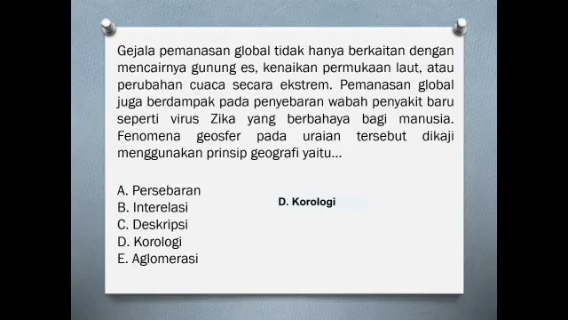 Gejala pemanasan global tidak hanya berkaitan dengan
mencairnya gunung es, kenaikan permukaan laut, atau
perubahan cuaca secara ekstrem. Pemanasan global
juga berdampak pada penyebaran wabah penyakit baru
seperti virus Zika yang berbahaya bagi manusia.
Fenomena geosfer pada uraian tersebut dikaji
menggunakan prinsip geografi yaitu...
A. Persebaran
B. Interelasi
C. Deskripsi
D. Korologi
E. Aglomerasi
D. Korologi